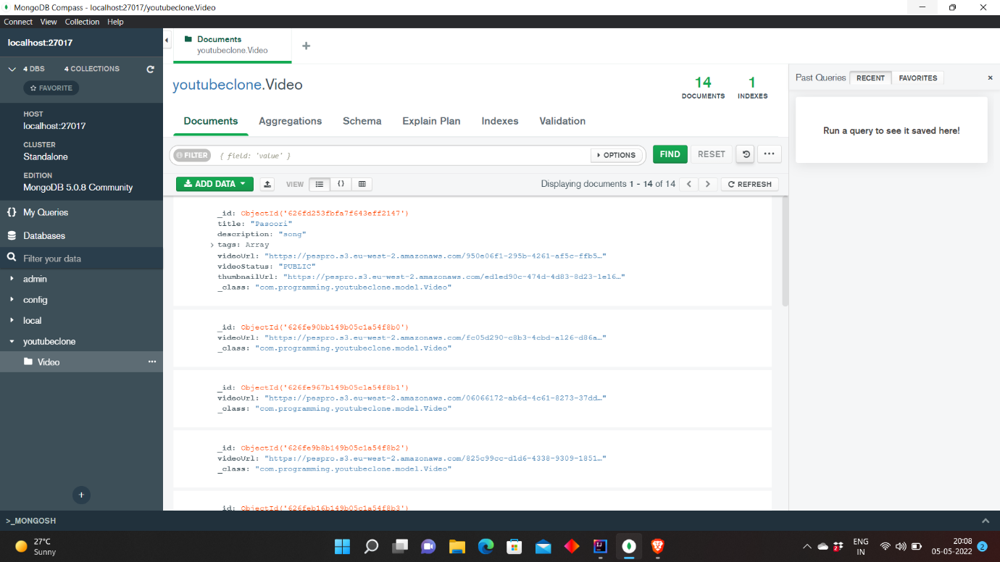 MongoDB Compass - localhost:27017/youtubeclone.Video
Connect View Collection Help
localhost:27017
4 DBS 4 COLLECTIONS
FAVORITE
HOST
localhost:27017
CLUSTER
Standalone
EDITION
MongoDB 5.0.8 Community
{} My Queries
Databases
Filter your data
admin
config
local
youtubeclone
Video
Documents
youtubeclone.Video
youtubeclone.Video
14
DOCUMENTS
1
INDEXES
Documents Aggregations Schema Explain Plan Indexes Validation
FILTER { field: 'value' } OPTIONS FIND RESET
ADD DATA VIEW {} Displaying documents 1 - 14 of 14 REFRESH
_id: ObjectId('626fd253fbfa7f643eff2147')
title: "Pasoori"
description: "song"
tags: Array
videoUrl: "https://pespro.s3.eu-west-2.amazonaws.com/950e06f1-295b-4261-af5c-ffb5…"
videoStatus: "PUBLIC"
thumbnailUrl: "https://pespro.s3.eu-west-2.amazonaws.com/ed1ed90c-474d-4d83-8d23-1e16…"
_class: "com.programming.youtubeclone.model.Video"
_id: ObjectId('626fe90bb149b05c1a54f8b0')
videoUrl: "https://pespro.s3.eu-west-2.amazonaws.com/fc05d290-c8b3-4cbd-a126-d86a…"
_class: "com.programming.youtubeclone.model.Video"
_id: ObjectId('626fe967b149b05c1a54f8b1')
videoUrl: "https://pespro.s3.eu-west-2.amazonaws.com/06066172-ab6d-4c61-8273-37dd…"
_class: "com.programming.youtubeclone.model.Video"
_id: ObjectId('626fe9b8b149b05c1a54f8b2')
videoUrl: "https://pespro.s3.eu-west-2.amazonaws.com/825c99cc-d1d6-4338-9309-1851…"
_class: "com.programming.youtubeclone.model.Video"
_id: ObjectId('626feb16b149b05c1a54f8b3')
Past Queries RECENT FAVORITES
Run a query to see it saved here!
>_MONGOSH
27°C
Sunny
ENG
IN
20:08
05-05-2022
2